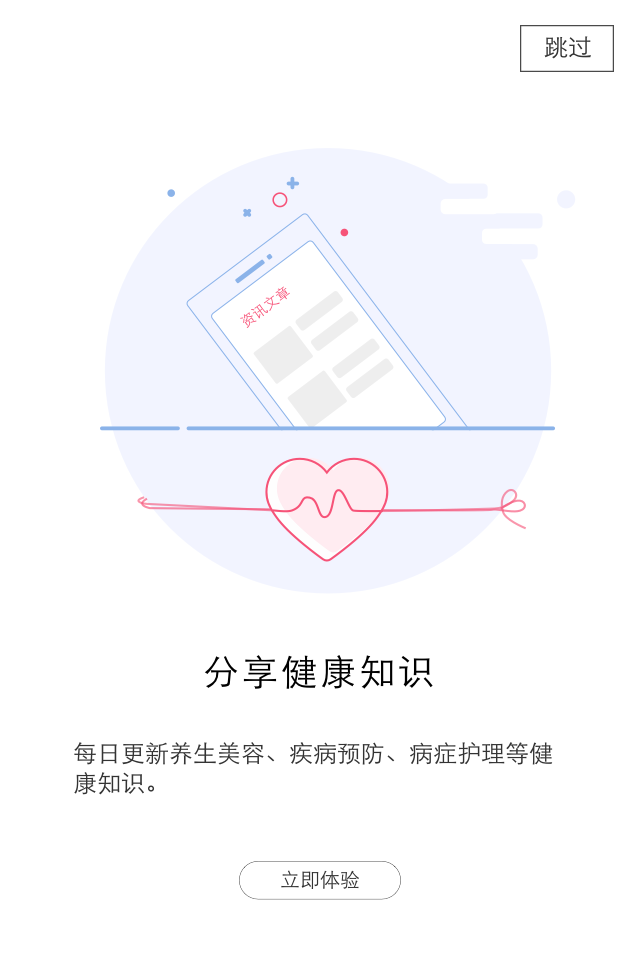 跳过
资讯文章
分享健康知识
每日更新养生美容、疾病预防、病症护理等健
康知识。
立即体验